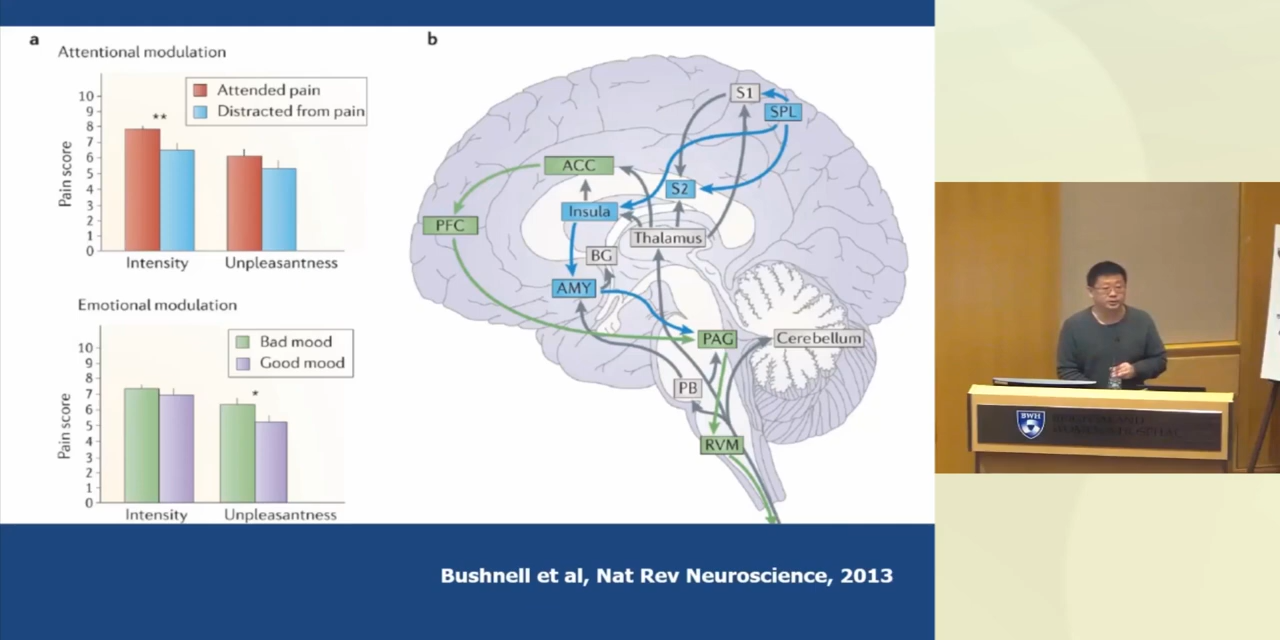 a
Attentional modulation
Attended pain
Distracted from pain
Pain score
10
9
8
7
6
5
4
3
2
1
0
**
Intensity
Unpleasantness
Emotional modulation
Bad mood
Good mood
Pain score
10
9
8
7
6
5
4
3
2
1
0
*
Intensity
Unpleasantness
b
S1
SPL
ACC
S2
Insula
PFC
Thalamus
BG
AMY
PAG
Cerebellum
PB
RVM
Bushnell et al, Nat Rev Neuroscience, 2013
BWH